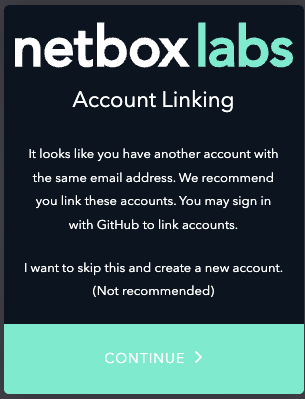 netbox labs
Account Linking
It looks like you have another account with
the same email address. We recommend
you link these accounts. You may sign in
with GitHub to link accounts.
I want to skip this and create a new account.
(Not recommended)
CONTINUE